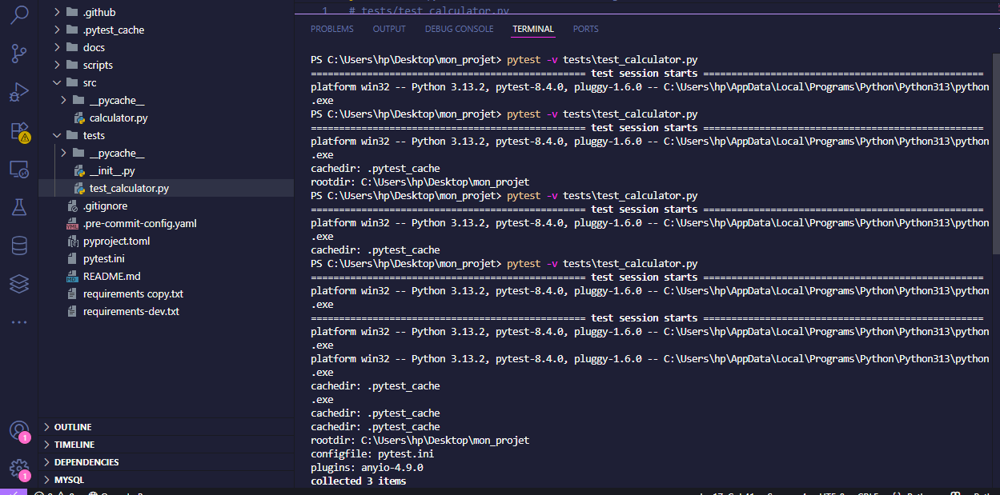 .github
.pytest_cache
docs
scripts
src
__pycache__
calculator.py
tests
__pycache__
__init__.py
test_calculator.py
.gitignore
.pre-commit-config.yaml
pyproject.toml
pytest.ini
README.md
requirements copy.txt
requirements-dev.txt
OUTLINE
TIMELINE
DEPENDENCIES
MYSQL
1
1
1 # tests/test_calculator.py
PROBLEMS OUTPUT DEBUG CONSOLE TERMINAL PORTS
PS C:\Users\hp\Desktop\mon_projet> pytest -v tests\test_calculator.py
================================================= test session starts ==================================================
platform win32 -- Python 3.13.2, pytest-8.4.0, pluggy-1.6.0 -- C:\Users\hp\AppData\Local\Programs\Python\Python313\python
.exe
PS C:\Users\hp\Desktop\mon_projet> pytest -v tests\test_calculator.py
================================================= test session starts ==================================================
platform win32 -- Python 3.13.2, pytest-8.4.0, pluggy-1.6.0 -- C:\Users\hp\AppData\Local\Programs\Python\Python313\python
.exe
cachedir: .pytest_cache
rootdir: C:\Users\hp\Desktop\mon_projet
PS C:\Users\hp\Desktop\mon_projet> pytest -v tests\test_calculator.py
================================================= test session starts ==================================================
platform win32 -- Python 3.13.2, pytest-8.4.0, pluggy-1.6.0 -- C:\Users\hp\AppData\Local\Programs\Python\Python313\python
.exe
cachedir: .pytest_cache
PS C:\Users\hp\Desktop\mon_projet> pytest -v tests\test_calculator.py
================================================= test session starts ==================================================
platform win32 -- Python 3.13.2, pytest-8.4.0, pluggy-1.6.0 -- C:\Users\hp\AppData\Local\Programs\Python\Python313\python
.exe
================================================= test session starts ==================================================
platform win32 -- Python 3.13.2, pytest-8.4.0, pluggy-1.6.0 -- C:\Users\hp\AppData\Local\Programs\Python\Python313\python
.exe
platform win32 -- Python 3.13.2, pytest-8.4.0, pluggy-1.6.0 -- C:\Users\hp\AppData\Local\Programs\Python\Python313\python
.exe
cachedir: .pytest_cache
.exe
cachedir: .pytest_cache
cachedir: .pytest_cache
rootdir: C:\Users\hp\Desktop\mon_projet
configfile: pytest.ini
plugins: anyio-4.9.0
collected 3 items